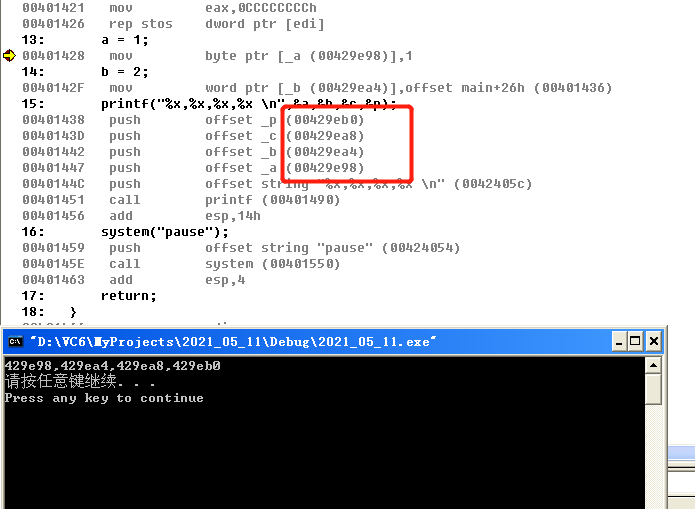 00401421 mov eax,0CCCCCCCCh
00401426 rep stos dword ptr [edi]
13: a = 1;
00401428 mov byte ptr [_a (00429e98)],1
14: b = 2;
0040142F mov word ptr [_b (00429ea4)],offset main+26h (00401436)
15: printf("%x,%x,%x,%x \n",&a,&b,&c,&p);
00401438 push offset _p (00429eb0)
0040143D push offset _c (00429ea8)
00401442 push offset _b (00429ea4)
00401447 push offset _a (00429e98)
0040144C push offset string "%x,%x,%x,%x \n" (0042405c)
00401451 call printf (00401490)
00401456 add esp,14h
16: system("pause");
00401459 push offset string "pause" (00424054)
0040145E call system (00401550)
00401463 add esp,4
17: return;
18: }
"D:\VC6\MyProjects\2021_05_11\Debug\2021_05_11.exe"
429e98,429ea4,429ea8,429eb0
请按任意键继续. . .
Press any key to continue